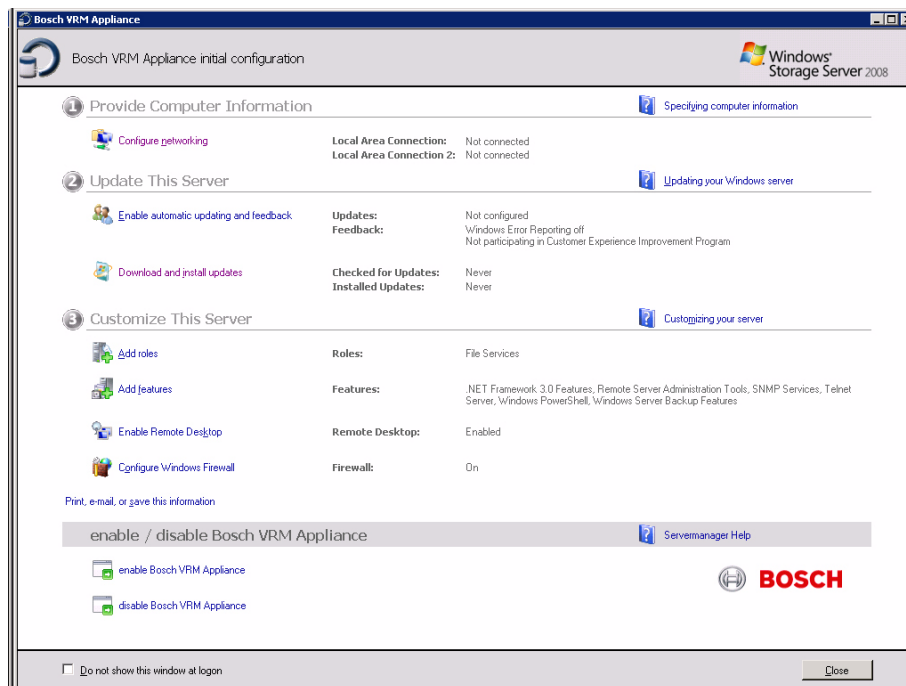 Bosch VRM Appliance
Bosch VRM Appliance initial configuration
Windows
Storage Server 2008
1 Provide Computer Information
Specifying computer information
Configure networking
Local Area Connection: Not connected
Local Area Connection 2: Not connected
2 Update This Server
Updating your Windows server
Enable automatic updating and feedback
Updates: Not configured
Feedback: Windows Error Reporting off
Not participating in Customer Experience Improvement Program
Download and install updates
Checked for Updates: Never
Installed Updates: Never
3 Customize This Server
Customizing your server
Add roles
Roles: File Services
Add features
Features: .NET Framework 3.0 Features, Remote Server Administration Tools, SNMP Services, Telnet
Server, Windows PowerShell, Windows Server Backup Features
Enable Remote Desktop
Remote Desktop: Enabled
Configure Windows Firewall
Firewall: On
Print, e-mail, or save this information
enable / disable Bosch VRM Appliance
Servermanager Help
enable Bosch VRM Appliance
BOSCH
disable Bosch VRM Appliance
Do not show this window at logon
Close